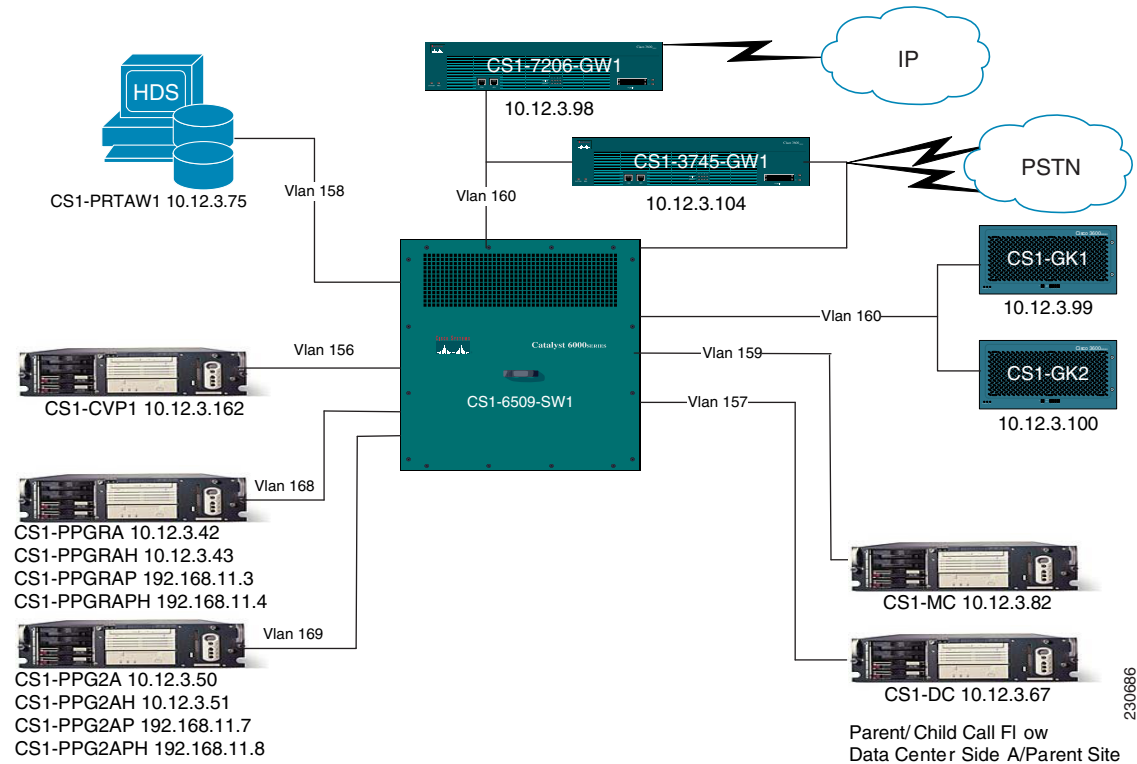 CS1-7206-GW1
10.12.3.98
IP
HDS
CS1-PRTAW1 10.12.3.75
Vlan 158
Vlan 160
CS1-3745-GW1
10.12.3.104
PSTN
CS1-GK1
10.12.3.99
Vlan 160
CS1-GK2
10.12.3.100
Catalyst 6000 SERIES
CS1-6509-SW1
Vlan 156
CS1-CVP1 10.12.3.162
Vlan 159
Vlan 157
Vlan 168
CS1-PPGRA 10.12.3.42
CS1-PPGRAH 10.12.3.43
CS1-PPGRAP 192.168.11.3
CS1-PPGRAPH 192.168.11.4
Vlan 169
CS1-PPG2A 10.12.3.50
CS1-PPG2AH 10.12.3.51
CS1-PPG2AP 192.168.11.7
CS1-PPG2APH 192.168.11.8
CS1-MC 10.12.3.82
CS1-DC 10.12.3.67
Parent/Child Call Fl ow
Data Center Side A/Parent Site
230686